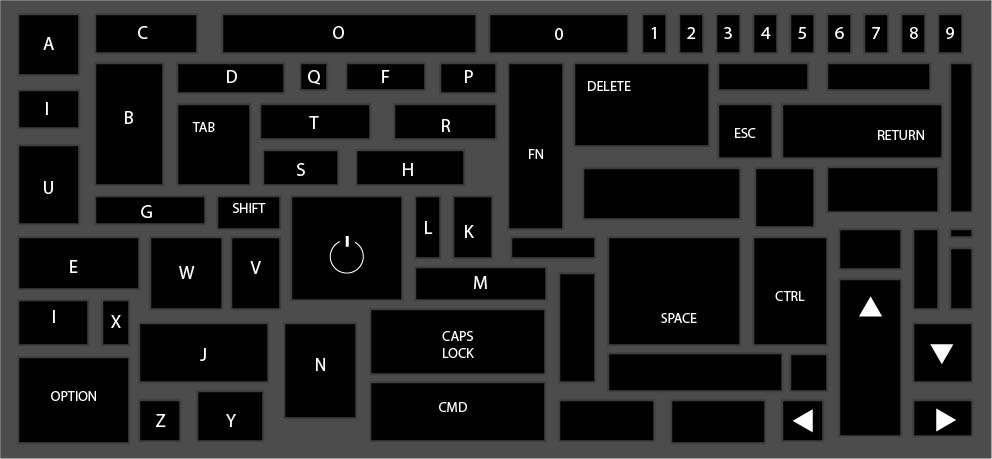 A
C
O
0
1
2
3
4
5
6
7
8
9
D
Q
F
P
DELETE
I
B
TAB
T
R
FN
ESC
RETURN
S
H
U
G
SHIFT
L
K
E
W
V
M
CTRL
I
X
SPACE
J
N
CAPS
LOCK
OPTION
CMD
Z
Y